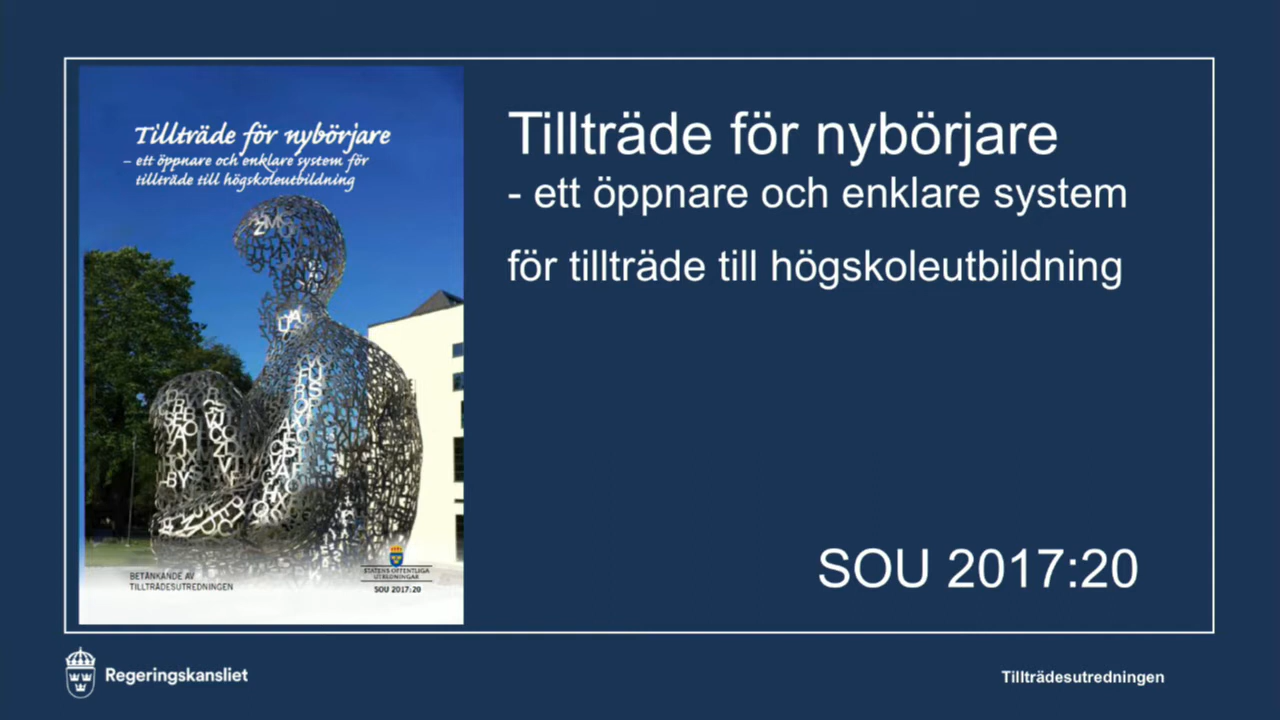 Tillträde för nybörjare
– ett öppnare och enklare system för
tillträde till högskoleutbildning
BETÄNKANDE AV
TILLTRÄDESUTREDNINGEN
STATENS OFFENTLIGA
UTREDNINGAR
SOU 2017:20
Tillträde för nybörjare
- ett öppnare och enklare system
för tillträde till högskoleutbildning
SOU 2017:20
Regeringskansliet
Tillträdesutredningen